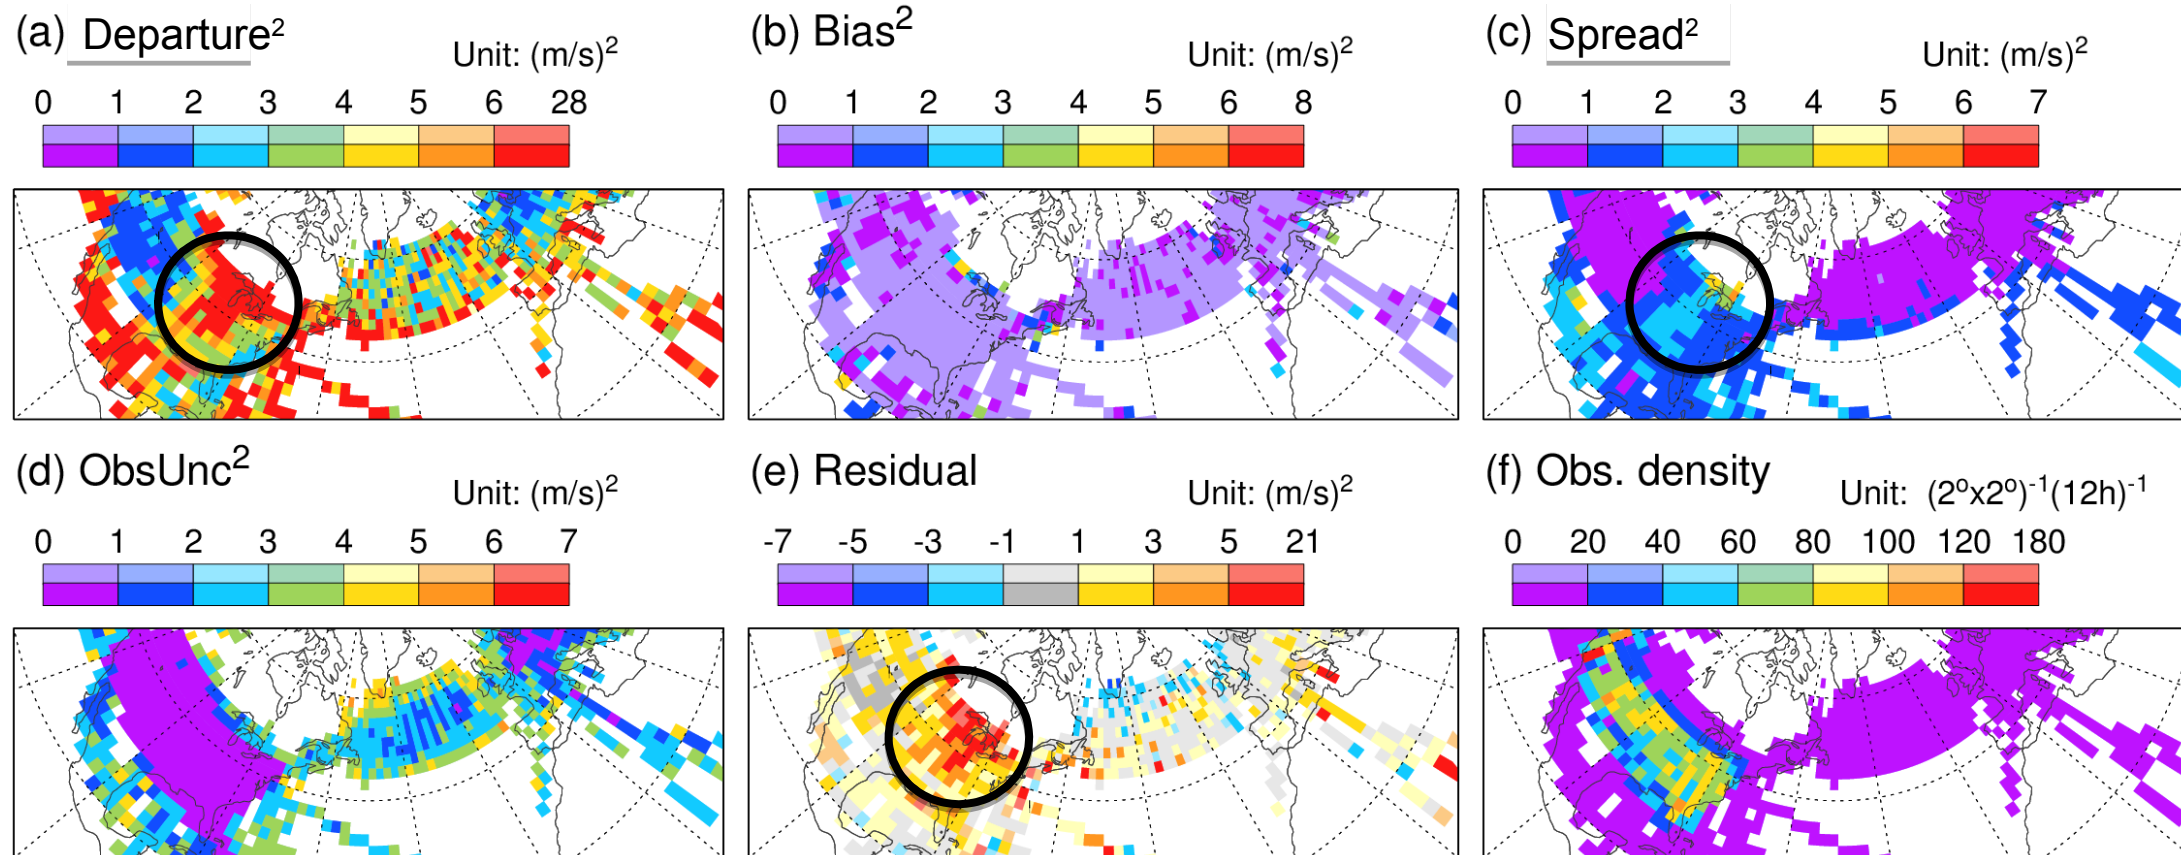 (a) Departure²
Unit: (m/s)²
0 1 2 3 4 5 6 28
(b) Bias²
Unit: (m/s)²
0 1 2 3 4 5 6 8
(c) Spread²
Unit: (m/s)²
0 1 2 3 4 5 6 7
(d) ObsUnc²
Unit: (m/s)²
0 1 2 3 4 5 6 7
(e) Residual
Unit: (m/s)²
-7 -5 -3 -1 1 3 5 21
(f) Obs. density
Unit: (2ºx2º)⁻¹(12h)⁻¹
0 20 40 60 80 100 120 180